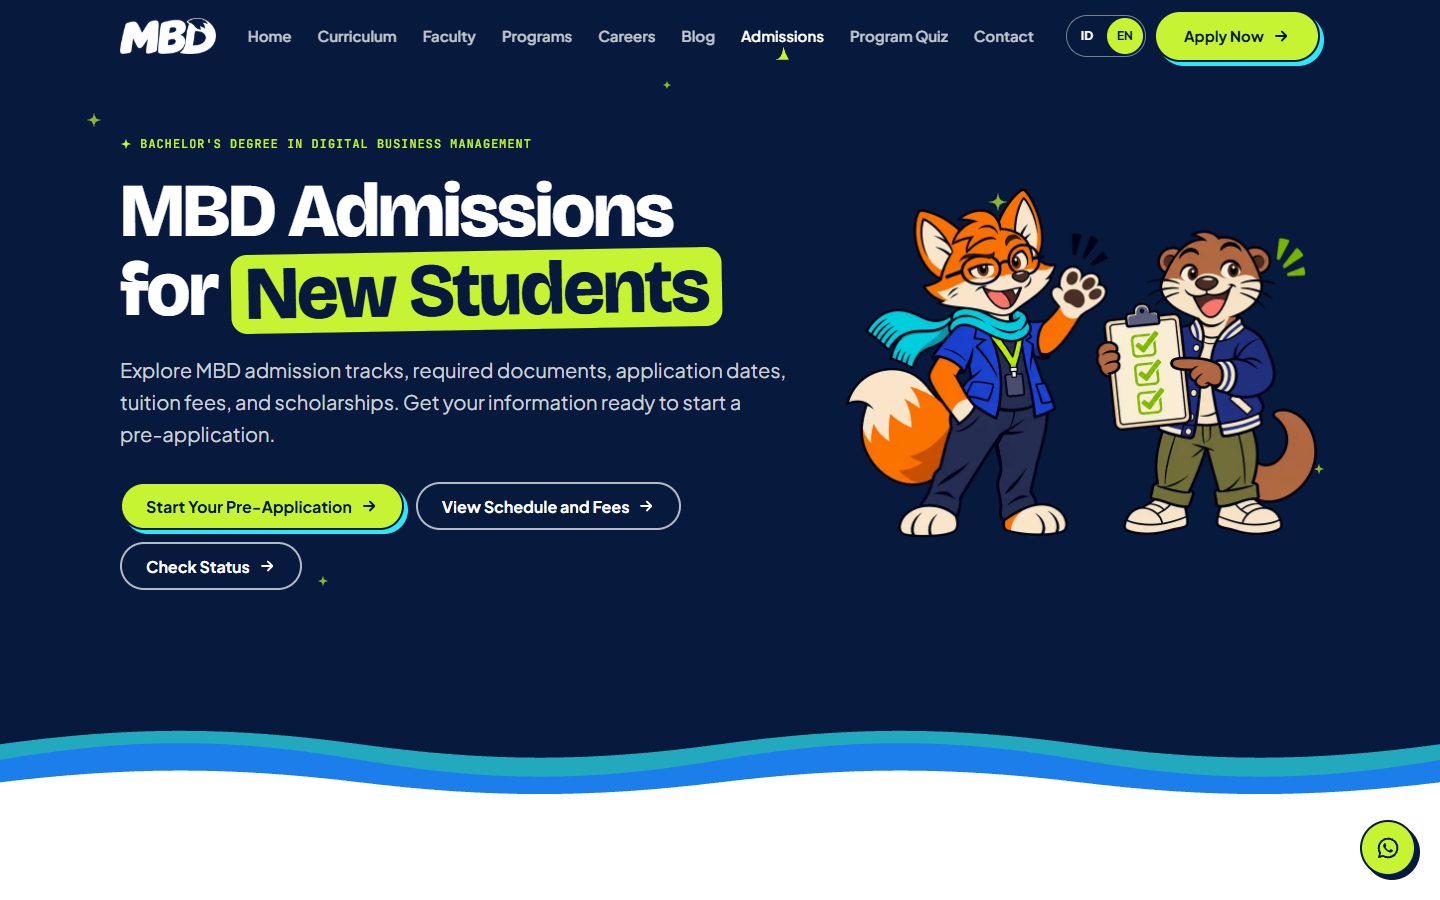 MBD
Home
Curriculum
Faculty
Programs
Careers
Blog
Admissions
Program Quiz
Contact
ID
EN
Apply Now
BACHELOR'S DEGREE IN DIGITAL BUSINESS MANAGEMENT
MBD Admissions
for New Students
Explore MBD admission tracks, required documents, application dates,
tuition fees, and scholarships. Get your information ready to start a
pre-application.
Start Your Pre-Application
View Schedule and Fees
Check Status